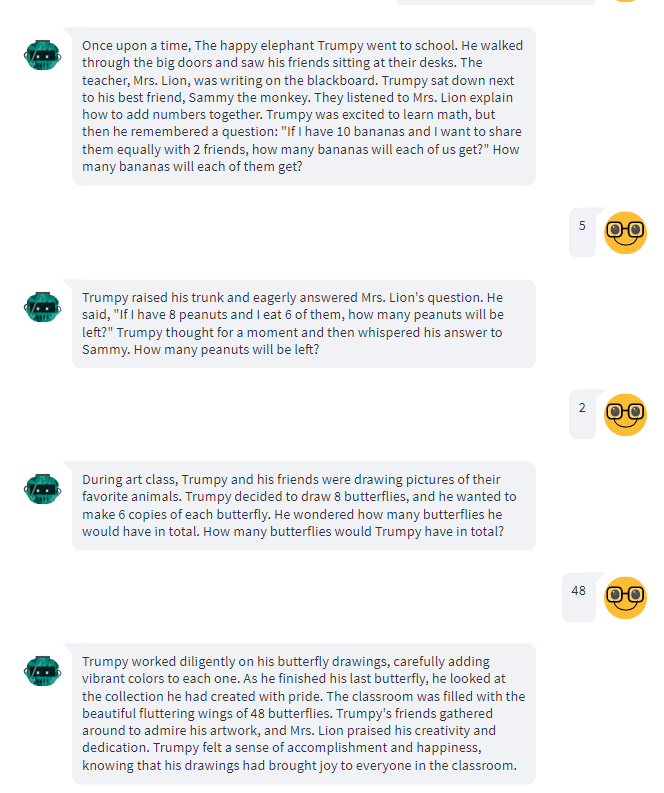 Once upon a time, The happy elephant Trumpy went to school. He walked
through the big doors and saw his friends sitting at their desks. The
teacher, Mrs. Lion, was writing on the blackboard. Trumpy sat down next
to his best friend, Sammy the monkey. They listened to Mrs. Lion explain
how to add numbers together. Trumpy was excited to learn math, but
then he remembered a question: "If I have 10 bananas and I want to share
them equally with 2 friends, how many bananas will each of us get?" How
many bananas will each of them get?
5
Trumpy raised his trunk and eagerly answered Mrs. Lion's question. He
said, "If I have 8 peanuts and I eat 6 of them, how many peanuts will be
left?" Trumpy thought for a moment and then whispered his answer to
Sammy. How many peanuts will be left?
2
During art class, Trumpy and his friends were drawing pictures of their
favorite animals. Trumpy decided to draw 8 butterflies, and he wanted to
make 6 copies of each butterfly. He wondered how many butterflies he
would have in total. How many butterflies would Trumpy have in total?
48
Trumpy worked diligently on his butterfly drawings, carefully adding
vibrant colors to each one. As he finished his last butterfly, he looked at
the collection he had created with pride. The classroom was filled with the
beautiful fluttering wings of 48 butterflies. Trumpy's friends gathered
around to admire his artwork, and Mrs. Lion praised his creativity and
dedication. Trumpy felt a sense of accomplishment and happiness,
knowing that his drawings had brought joy to everyone in the classroom.